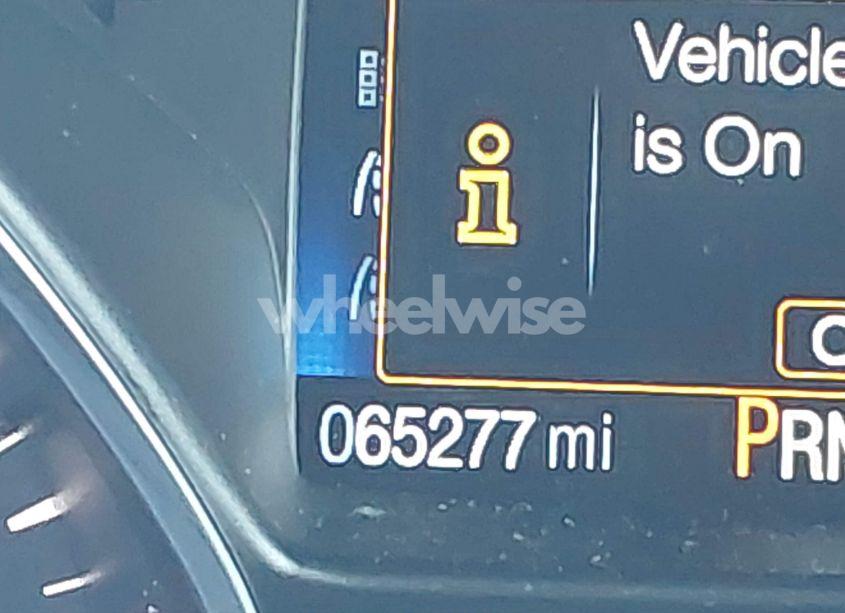 Vehicle
is On
wheelwise
065277 mi
PRN